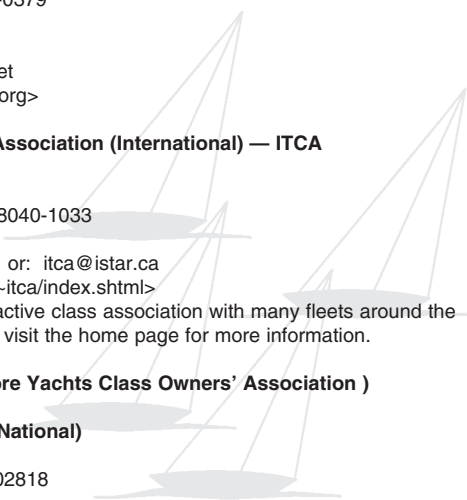 -0379
et
org>
Association (International) — ITCA
8040-1033
or: itca@istar.ca
~itca/index.shtml>
active class association with many fleets around the
visit the home page for more information.
ore Yachts Class Owners' Association )
National)
02818